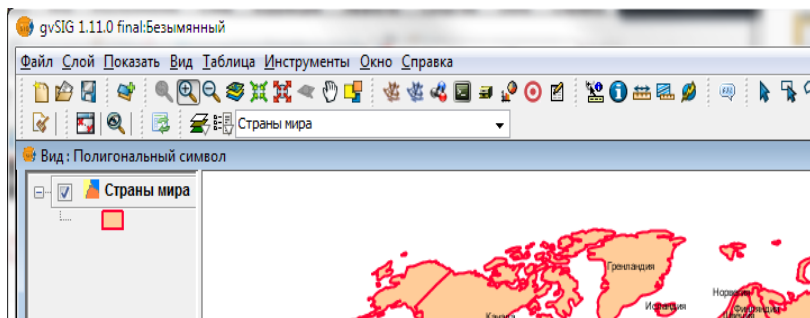 gvSIG 1.11.0 final:Безымянный
Файл Слой Показать Вид Таблица Инструменты Окно Справка
Страны мира
Вид : Полигональный символ
Страны мира
Гренландия
Исландия
Норвегия
Финляндия
Канада